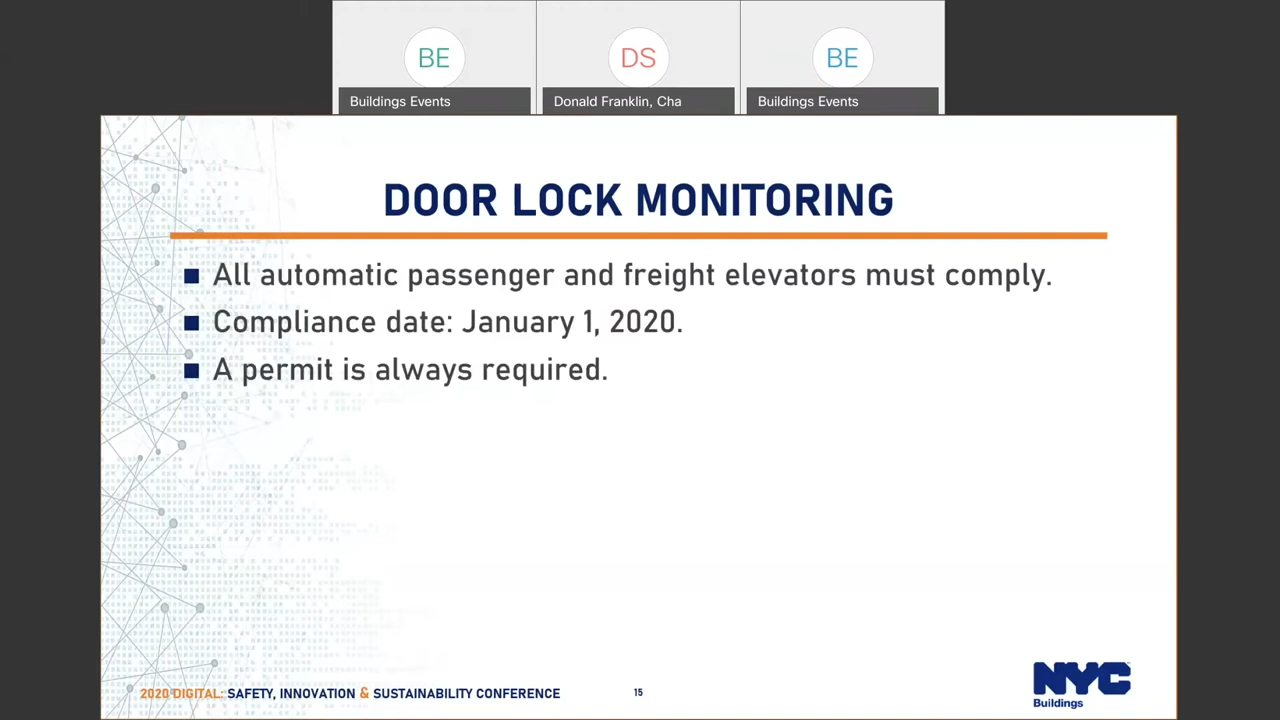 BE
DS
BE
Buildings Events
Donald Franklin, Cha
Buildings Events
DOOR LOCK MONITORING
All automatic passenger and freight elevators must comply.
Compliance date: January 1, 2020.
A permit is always required.
2020 DIGITAL: SAFETY, INNOVATION & SUSTAINABILITY CONFERENCE
15
NYC
Buildings